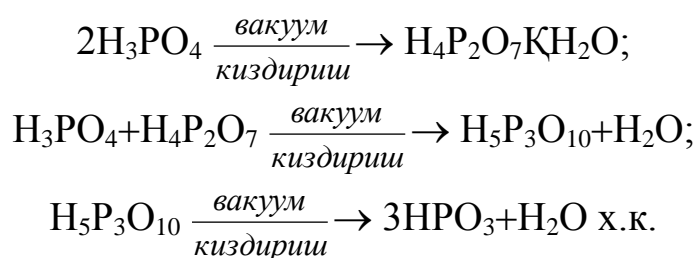 2H₃PO₄ вакуум киздириш → H₄P₂O₇ҚH₂O;
H₃PO₄+H₄P₂O₇ вакуум киздириш → H₅P₃O₁₀+H₂O;
H₅P₃O₁₀ вакуум киздириш → 3HPO₃+H₂O х.к.